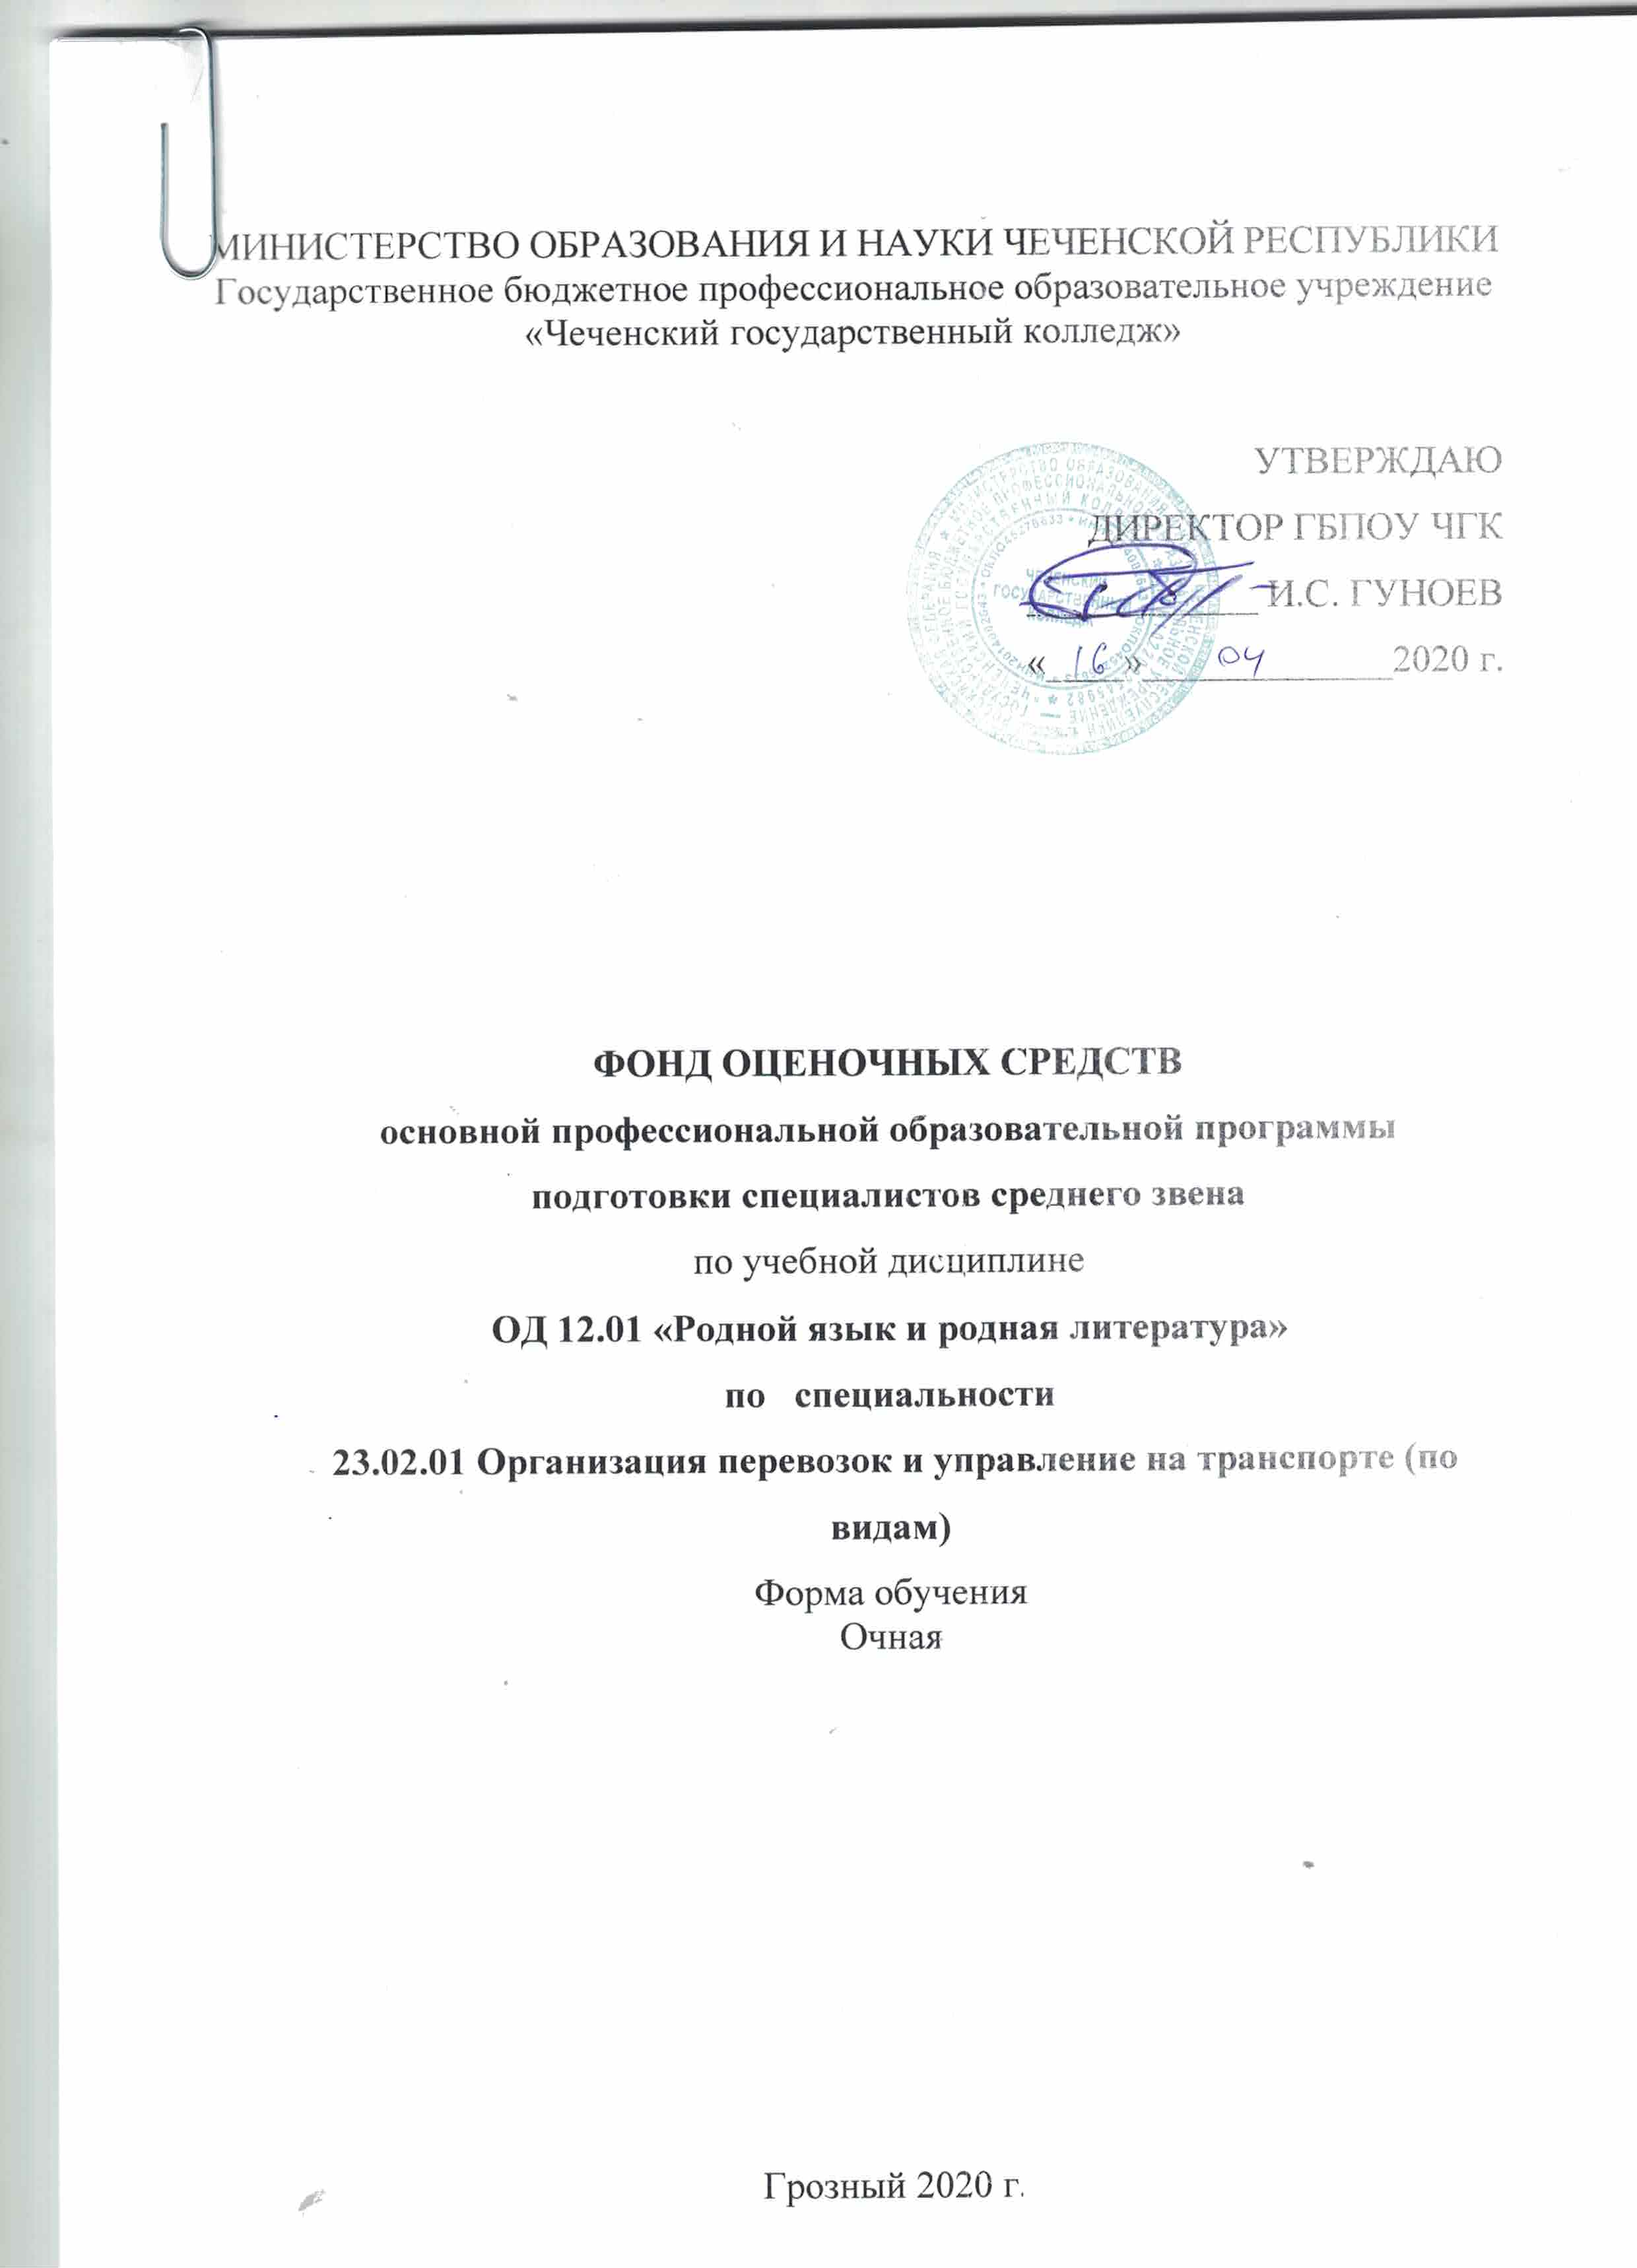 МИНИСТЕРСТВО ОБРАЗОВАНИЯ И НАУКИ ЧЕЧЕНСКОЙ РЕСПУБЛИКИ
Государственное бюджетное профессиональное образовательное учреждение
«Чеченский государственный колледж»
УТВЕРЖДАЮ
ДИРЕКТОР ГБПОУ ЧГК
И.С. ГУНОЕВ
«16» 04 2020 г.
ЧЕЧЕНСКИЙ
ГОСУДАРСТВЕННЫЙ
КОЛЛЕДЖ
ФОНД ОЦЕНОЧНЫХ СРЕДСТВ
основной профессиональной образовательной программы
подготовки специалистов среднего звена
по учебной дисциплине
ОД 12.01 «Родной язык и родная литература»
по специальности
23.02.01 Организация перевозок и управление на транспорте (по
видам)
Форма обучения
Очная
Грозный 2020 г.